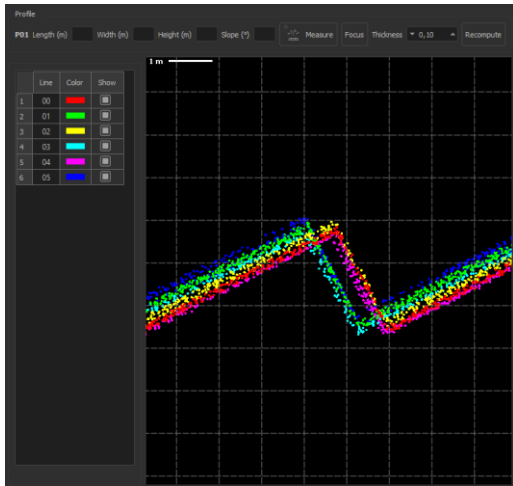 Profile
P01 Length (m) Width (m) Height (m) Slope (°) Measure Focus Thickness 0,10 Recompute
1 m
Line Color Show
1 00
2 01
3 02
4 03
5 04
6 05